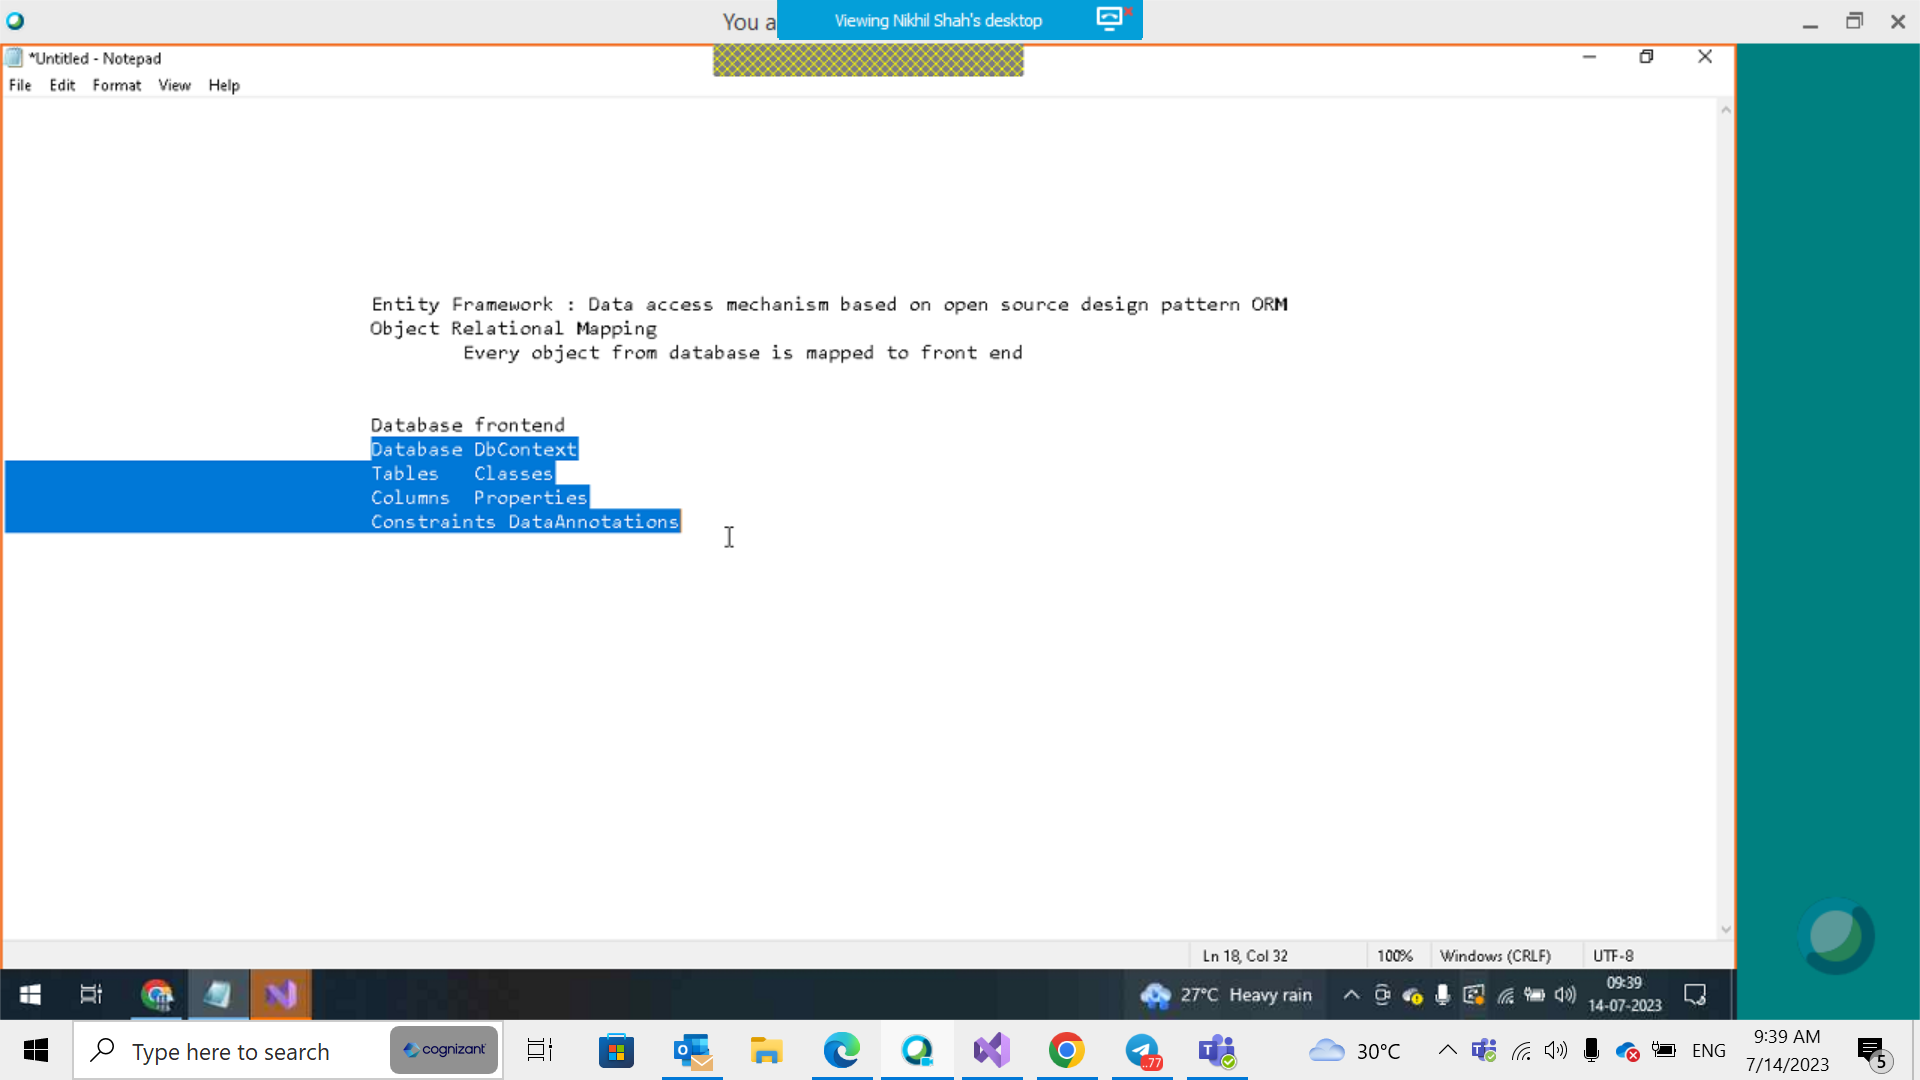 You a
Viewing Nikhil Shah's desktop
*Untitled - Notepad
File Edit Format View Help
Entity Framework : Data access mechanism based on open source design pattern ORM
Object Relational Mapping
Every object from database is mapped to front end
Database frontend
Database DbContext
Tables Classes
Columns Properties
Constraints DataAnnotations
Ln 18, Col 32
100%
Windows (CRLF)
UTF-8
27°C Heavy rain
09:39
14-07-2023
Type here to search
cognizant
..77
30°C
ENG
9:39 AM
7/14/2023
5